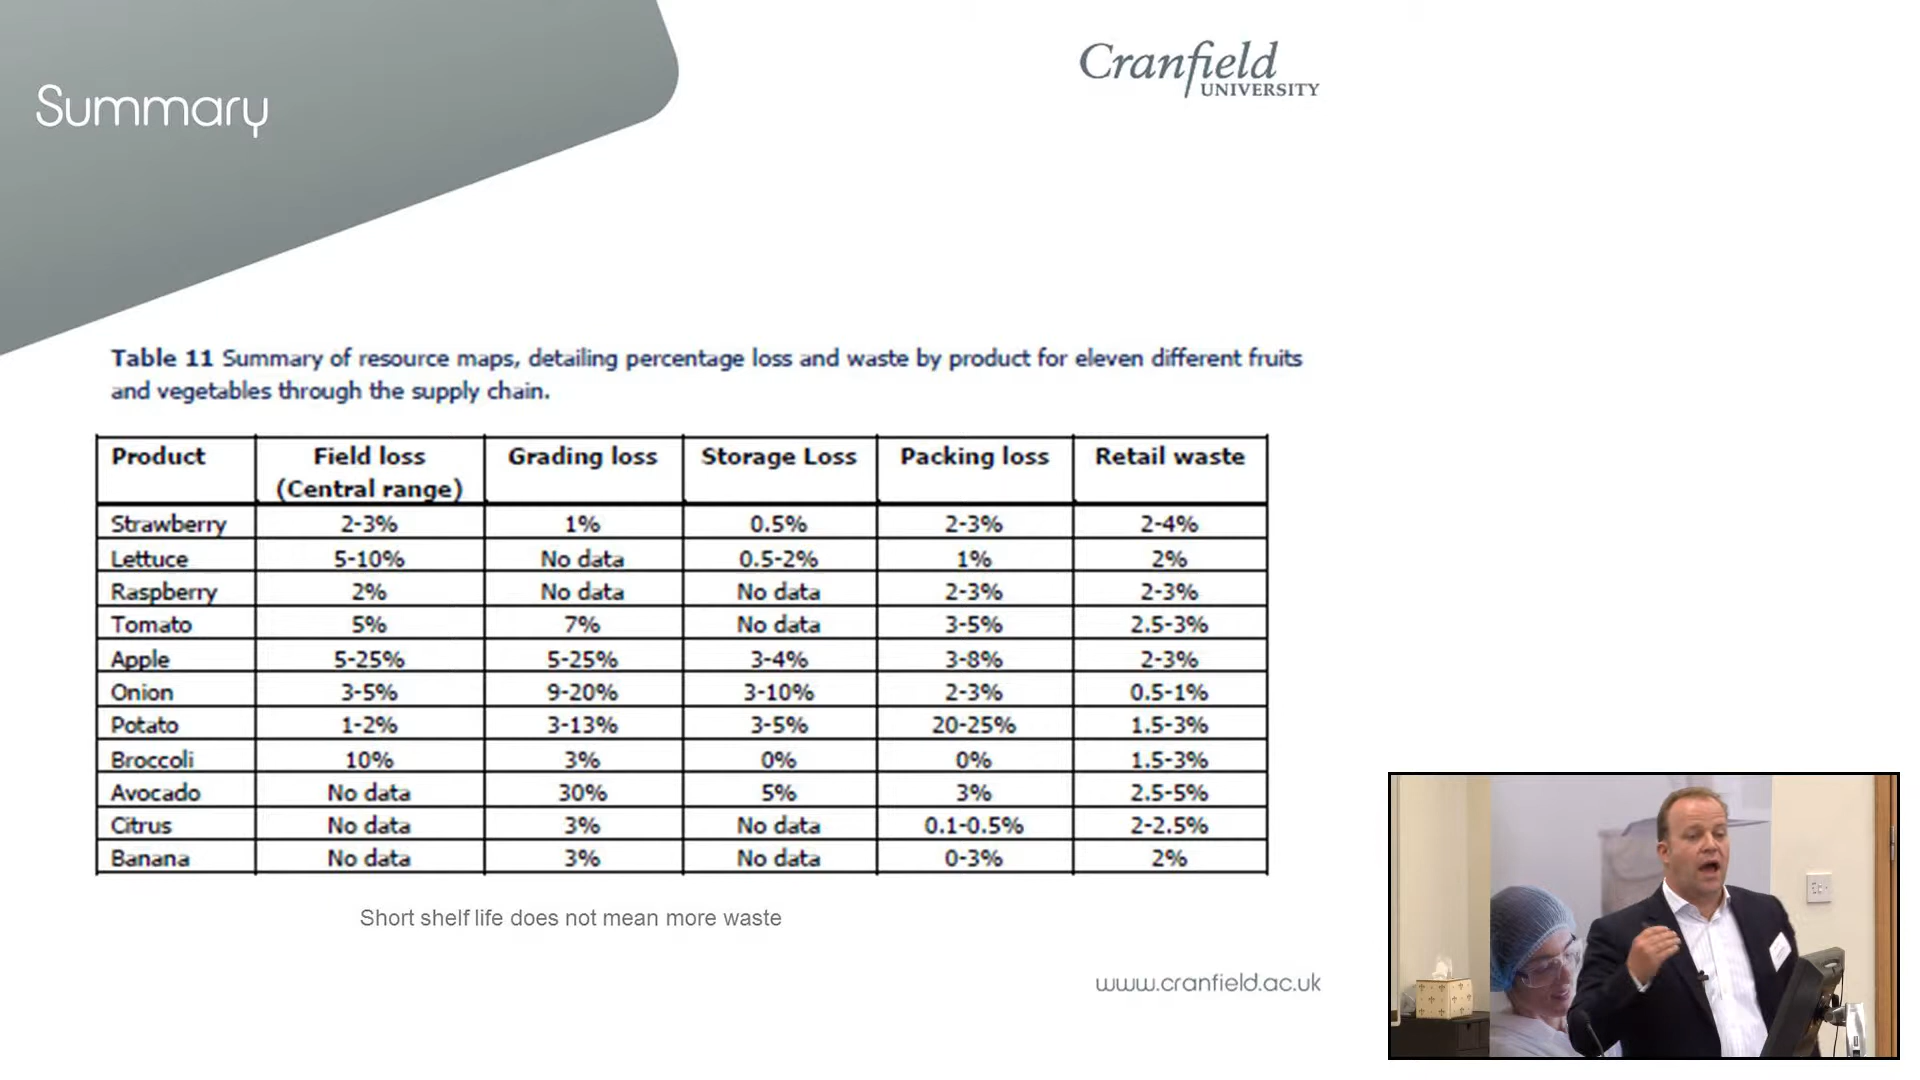 Summary
Cranfield
UNIVERSITY
Table 11 Summary of resource maps, detailing percentage loss and waste by product for eleven different fruits
and vegetables through the supply chain.
Product Field loss (Central range) Grading loss Storage Loss Packing loss Retail waste
Strawberry 2-3% 1% 0.5% 2-3% 2-4%
Lettuce 5-10% No data 0.5-2% 1% 2%
Raspberry 2% No data No data 2-3% 2-3%
Tomato 5% 7% No data 3-5% 2.5-3%
Apple 5-25% 5-25% 3-4% 3-8% 2-3%
Onion 3-5% 9-20% 3-10% 2-3% 0.5-1%
Potato 1-2% 3-13% 3-5% 20-25% 1.5-3%
Broccoli 10% 3% 0% 0% 1.5-3%
Avocado No data 30% 5% 3% 2.5-5%
Citrus No data 3% No data 0.1-0.5% 2-2.5%
Banana No data 3% No data 0-3% 2%
Short shelf life does not mean more waste
www.cranfield.ac.uk